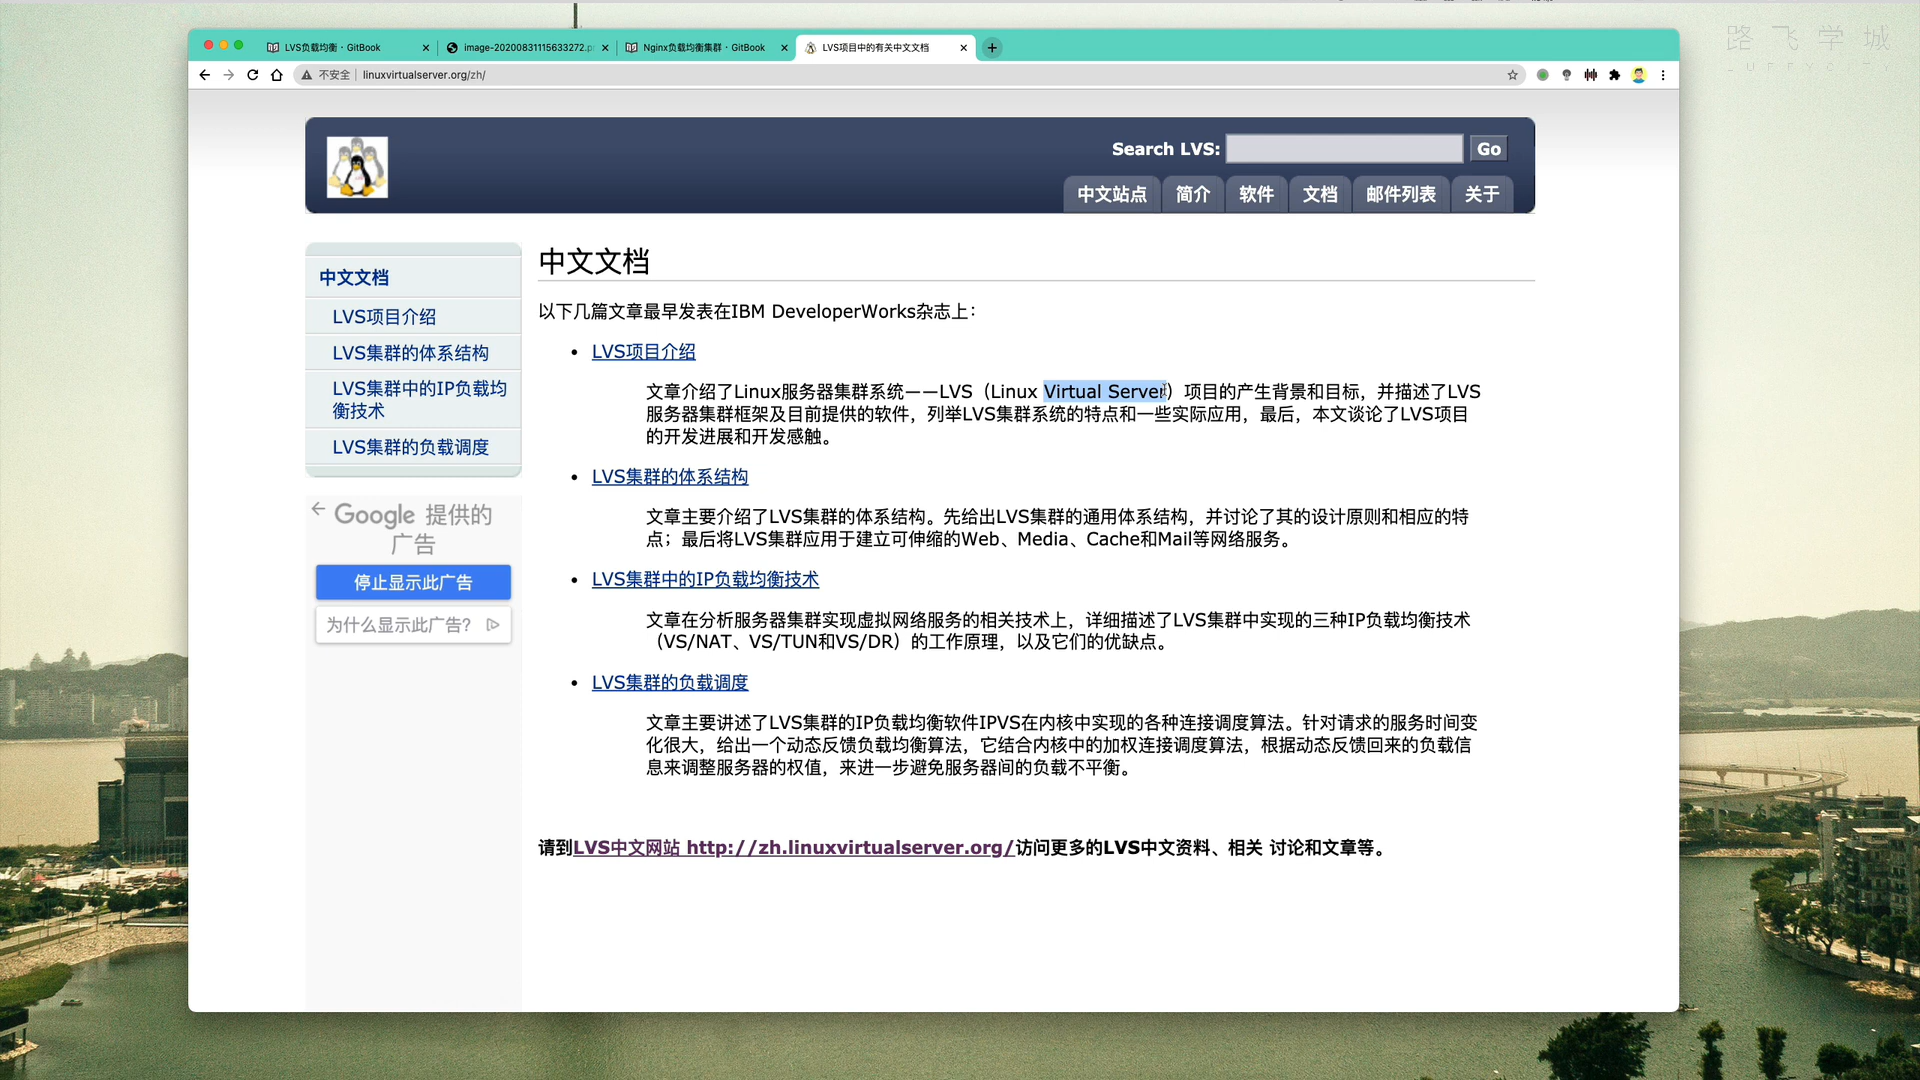 LVS负载均衡 · GitBook
image-20200831115633272.p
Nginx负载均衡集群 · GitBook
LVS项目中的有关中文文档
不安全
linuxvirtualserver.org/zh/
路飞学城
LUFFYCITY
Search LVS:
Go
中文站点
简介
软件
文档
邮件列表
关于
中文文档
LVS项目介绍
LVS集群的体系结构
LVS集群中的IP负载均
衡技术
LVS集群的负载调度
Google 提供的
广告
停止显示此广告
为什么显示此广告?
中文文档
以下几篇文章最早发表在IBM DeveloperWorks杂志上：
• LVS项目介绍
文章介绍了Linux服务器集群系统——LVS（Linux Virtual Server）项目的产生背景和目标，并描述了LVS
服务器集群框架及目前提供的软件，列举LVS集群系统的特点和一些实际应用，最后，本文谈论了LVS项目
的开发进展和开发感触。
• LVS集群的体系结构
文章主要介绍了LVS集群的体系结构。先给出LVS集群的通用体系结构，并讨论了其的设计原则和相应的特
点；最后将LVS集群应用于建立可伸缩的Web、Media、Cache和Mail等网络服务。
• LVS集群中的IP负载均衡技术
文章在分析服务器集群实现虚拟网络服务的相关技术上，详细描述了LVS集群中实现的三种IP负载均衡技术
（VS/NAT、VS/TUN和VS/DR）的工作原理，以及它们的优缺点。
• LVS集群的负载调度
文章主要讲述了LVS集群的IP负载均衡软件IPVS在内核中实现的各种连接调度算法。针对请求的服务时间变
化很大，给出一个动态反馈负载均衡算法，它结合内核中的加权连接调度算法，根据动态反馈回来的负载信
息来调整服务器的权值，来进一步避免服务器间的负载不平衡。
请到LVS中文网站 http://zh.linuxvirtualserver.org/访问更多的LVS中文资料、相关 讨论和文章等。